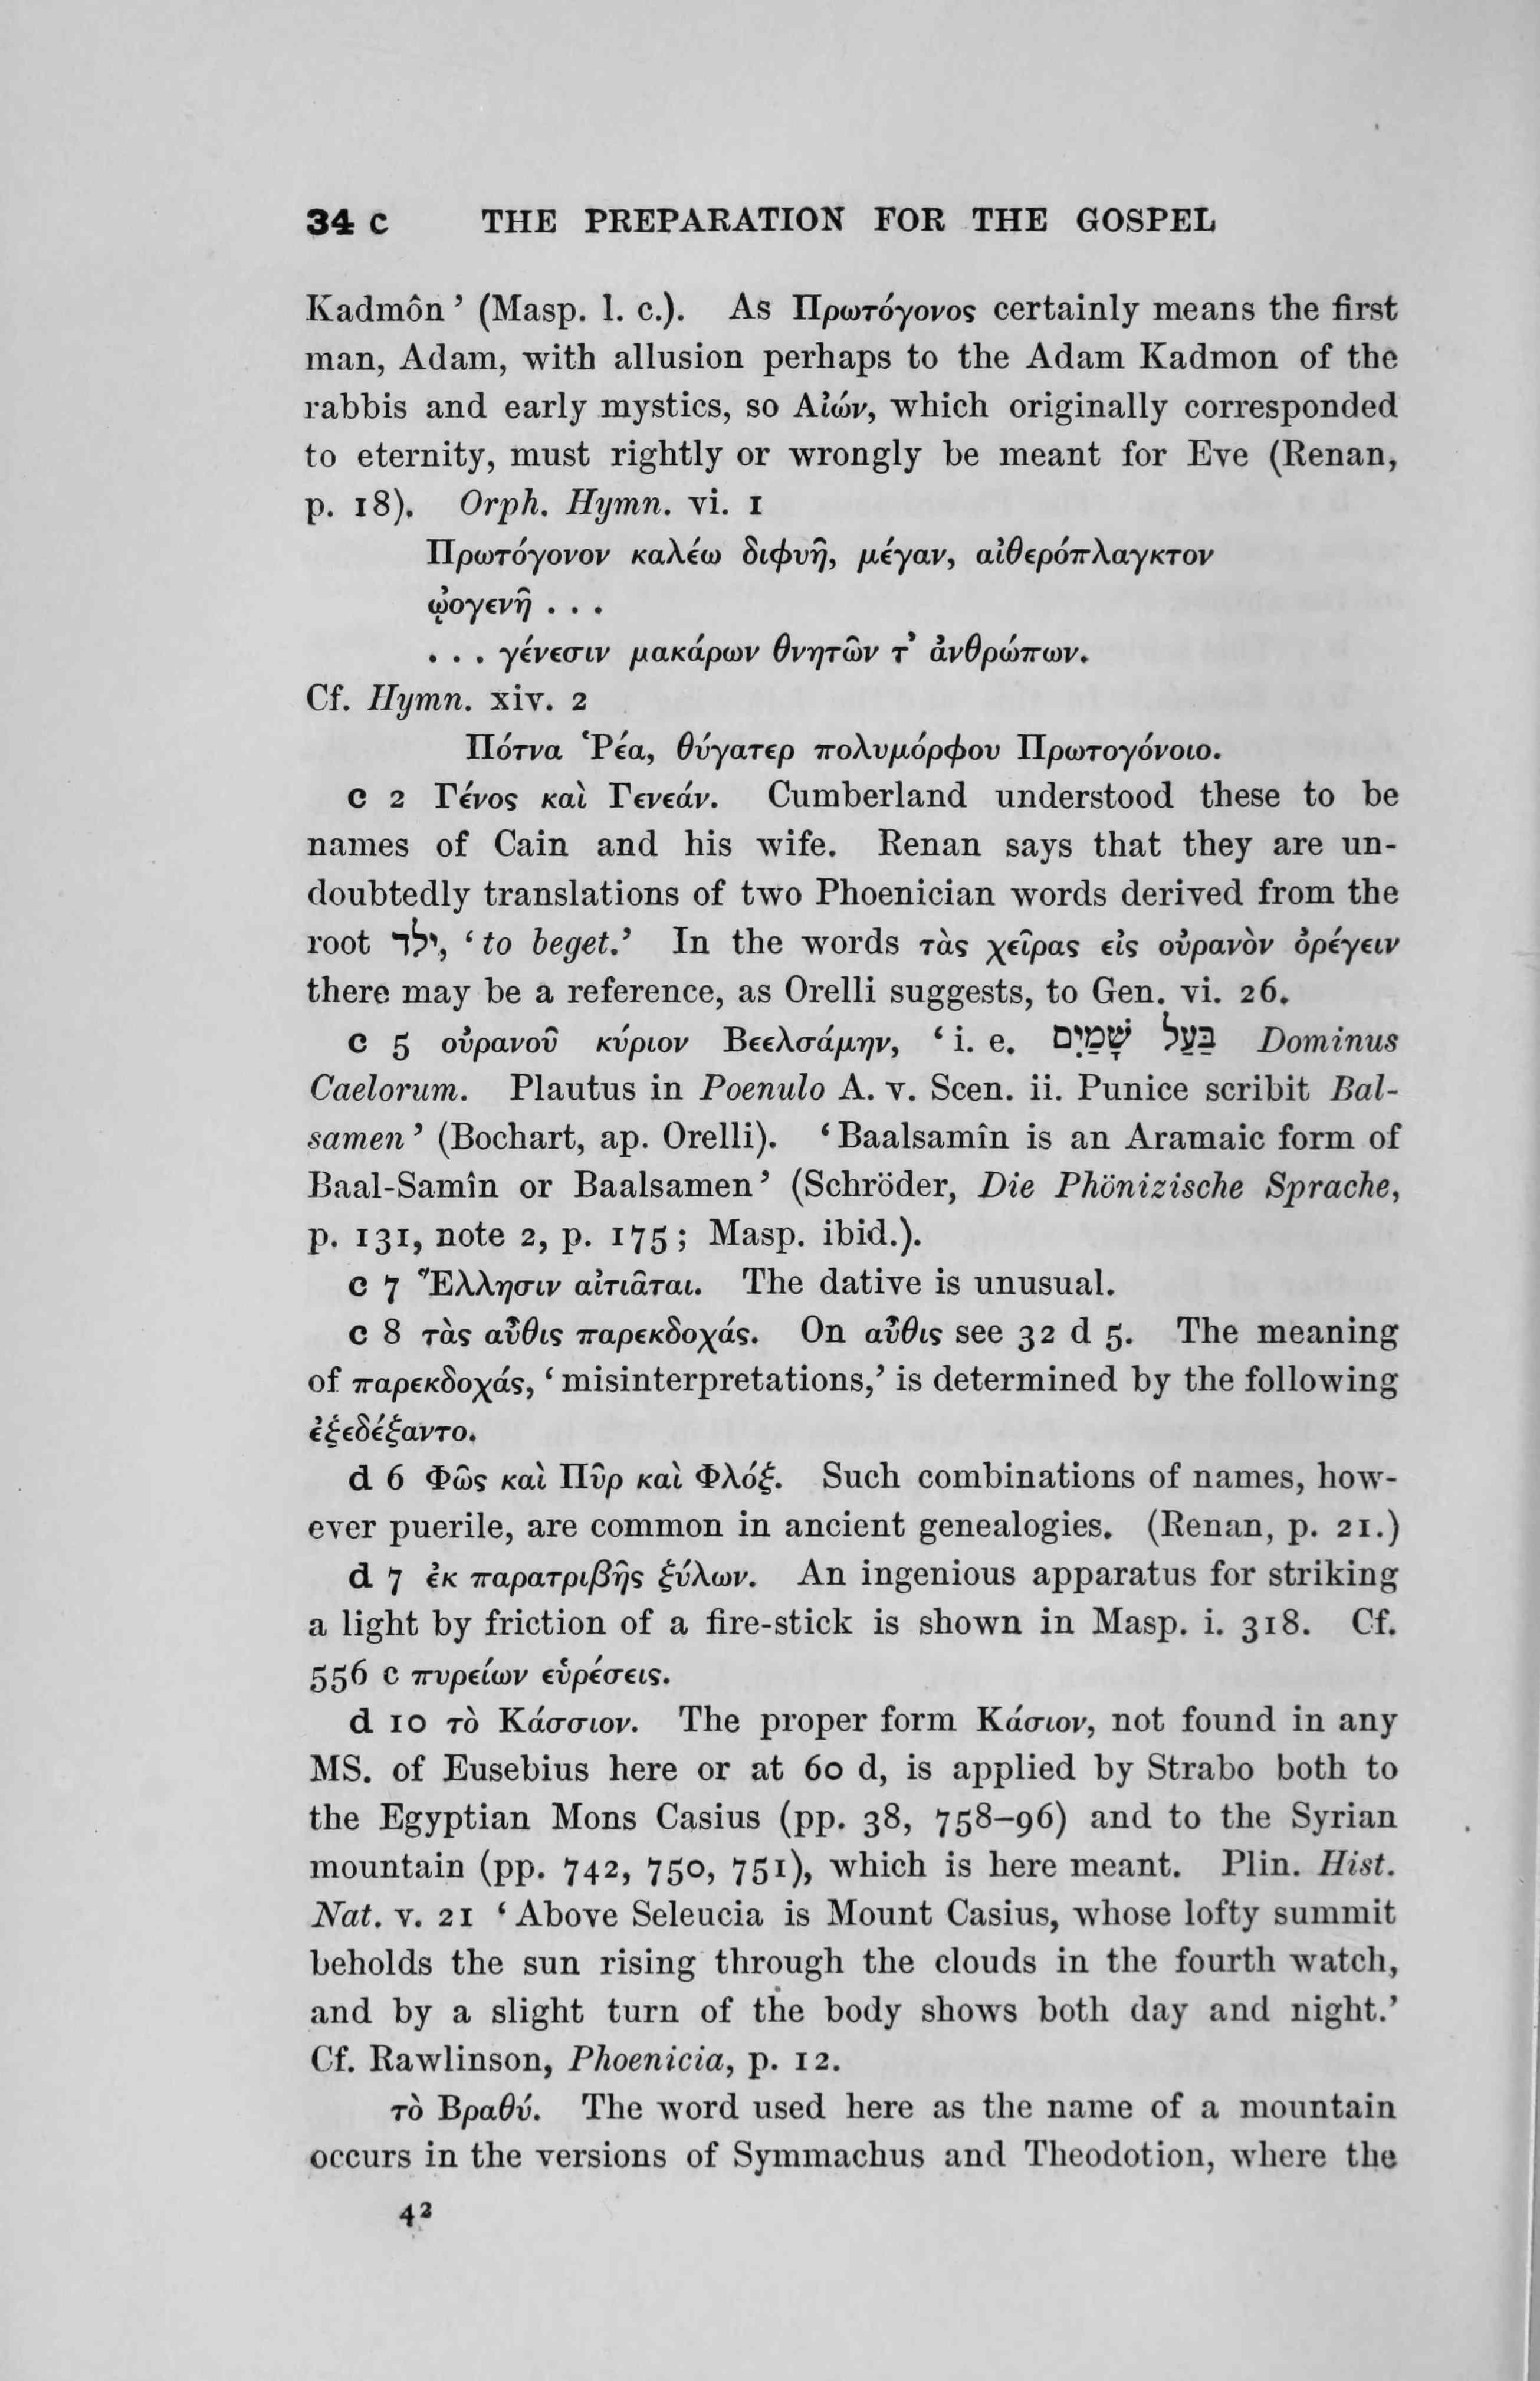 34 c THE PREPARATION FOR THE GOSPEL
Kadmôn’ (Masp. l. c.). As Πρωτόγονος certainly means the first
man, Adam, with allusion perhaps to the Adam Kadmon of the
rabbis and early mystics, so Αἰών, which originally corresponded
to eternity, must rightly or wrongly be meant for Eve (Renan,
p. 18). Orph. Hymn. vi. 1
Πρωτόγονον καλέω διφυῆ, μέγαν, αἰθερόπλαγκτον
ᾠογενῆ . . .
. . . γένεσιν μακάρων θνητῶν τ’ ἀνθρώπων.
Cf. Hymn. xiv. 2
Πότνα Ῥέα, θύγατερ πολυμόρφου Πρωτογόνοιο.
c 2 Γένος καὶ Γενεάν. Cumberland understood these to be
names of Cain and his wife. Renan says that they are un-
doubtedly translations of two Phoenician words derived from the
root ילד, ‘to beget.’ In the words τὰς χεῖρας εἰς οὐρανὸν ὀρέγειν
there may be a reference, as Orelli suggests, to Gen. vi. 26.
c 5 οὐρανοῦ κύριον Βεελσάμην, ‘i. e. בַּעַל שָׁמַיִם Dominus
Caelorum. Plautus in Poenulo A. v. Scen. ii. Punice scribit Bal-
samen’ (Bochart, ap. Orelli). ‘Baalsamîn is an Aramaic form of
Baal-Samîn or Baalsamen’ (Schröder, Die Phönizische Sprache,
p. 131, note 2, p. 175; Masp. ibid.).
c 7 Ἕλλησιν αἰτιᾶται. The dative is unusual.
c 8 τὰς αὖθις παρεκδοχάς. On αὖθις see 32 d 5. The meaning
of παρεκδοχάς, ‘misinterpretations,’ is determined by the following
ἐξεδέξαντο.
d 6 Φῶς καὶ Πῦρ καὶ Φλόξ. Such combinations of names, how-
ever puerile, are common in ancient genealogies. (Renan, p. 21.)
d 7 ἐκ παρατριβῆς ξύλων. An ingenious apparatus for striking
a light by friction of a fire-stick is shown in Masp. i. 318. Cf.
556 c πυρείων εὑρέσεις.
d 10 τὸ Κάσσιον. The proper form Κάσιον, not found in any
MS. of Eusebius here or at 60 d, is applied by Strabo both to
the Egyptian Mons Casius (pp. 38, 758–96) and to the Syrian
mountain (pp. 742, 750, 751), which is here meant. Plin. Hist.
Nat. v. 21 ‘Above Seleucia is Mount Casius, whose lofty summit
beholds the sun rising through the clouds in the fourth watch,
and by a slight turn of the body shows both day and night.’
Cf. Rawlinson, Phoenicia, p. 12.
τὸ Βραθύ. The word used here as the name of a mountain
occurs in the versions of Symmachus and Theodotion, where the
42